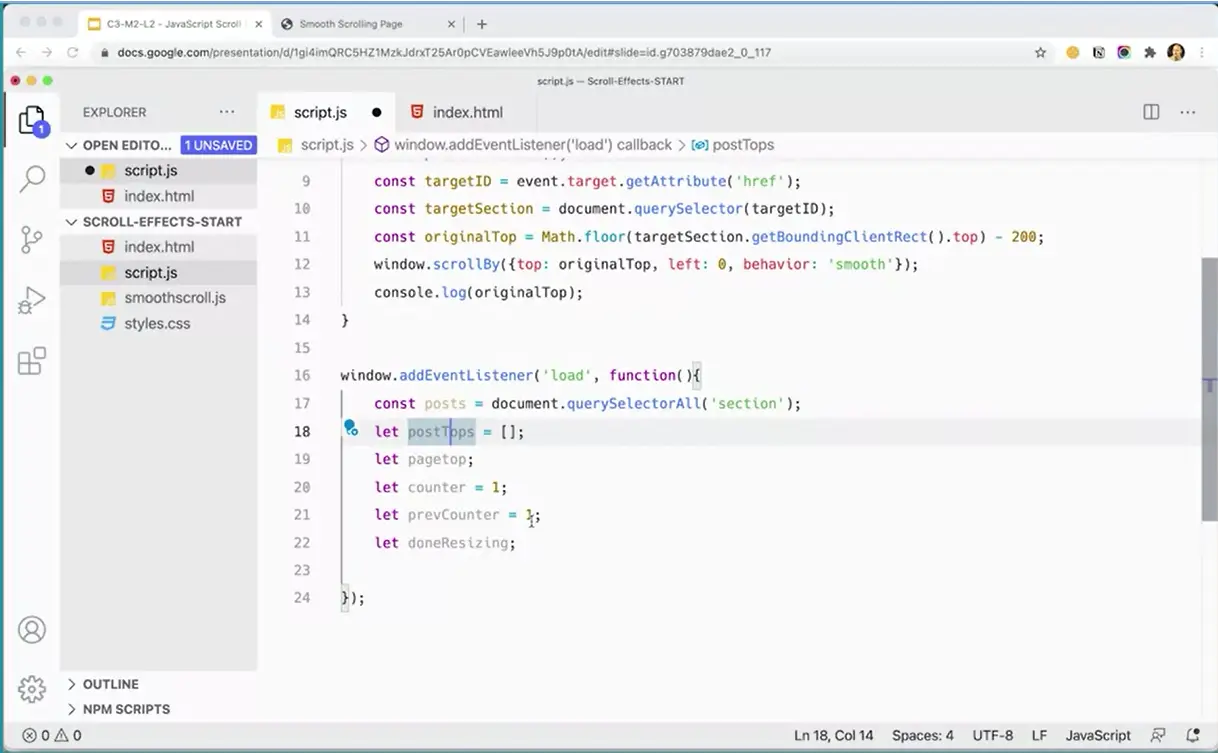 C3-M2-L2 - JavaScript Scroll
Smooth Scrolling Page
docs.google.com/presentation/d/1gi4imQRC5HZ1MzkJdrxT25Ar0pCVEawleeVh5J9p0tA/edit#slide=id.g703879dae2_0_117
script.js — Scroll-Effects-START
EXPLORER
script.js
index.html
OPEN EDITO... 1 UNSAVED
script.js > window.addEventListener('load') callback > postTops
script.js
index.html
SCROLL-EFFECTS-START
index.html
script.js
smoothscroll.js
styles.css
OUTLINE
NPM SCRIPTS
1
9 const targetID = event.target.getAttribute('href');
10 const targetSection = document.querySelector(targetID);
11 const originalTop = Math.floor(targetSection.getBoundingClientRect().top) - 200;
12 window.scrollBy({top: originalTop, left: 0, behavior: 'smooth'});
13 console.log(originalTop);
14 }
15
16 window.addEventListener('load', function(){
17 const posts = document.querySelectorAll('section');
18 let postTops = [];
19 let pagetop;
20 let counter = 1;
21 let prevCounter = 1;
22 let doneResizing;
23
24 });
0 0
Ln 18, Col 14 Spaces: 4 UTF-8 LF JavaScript